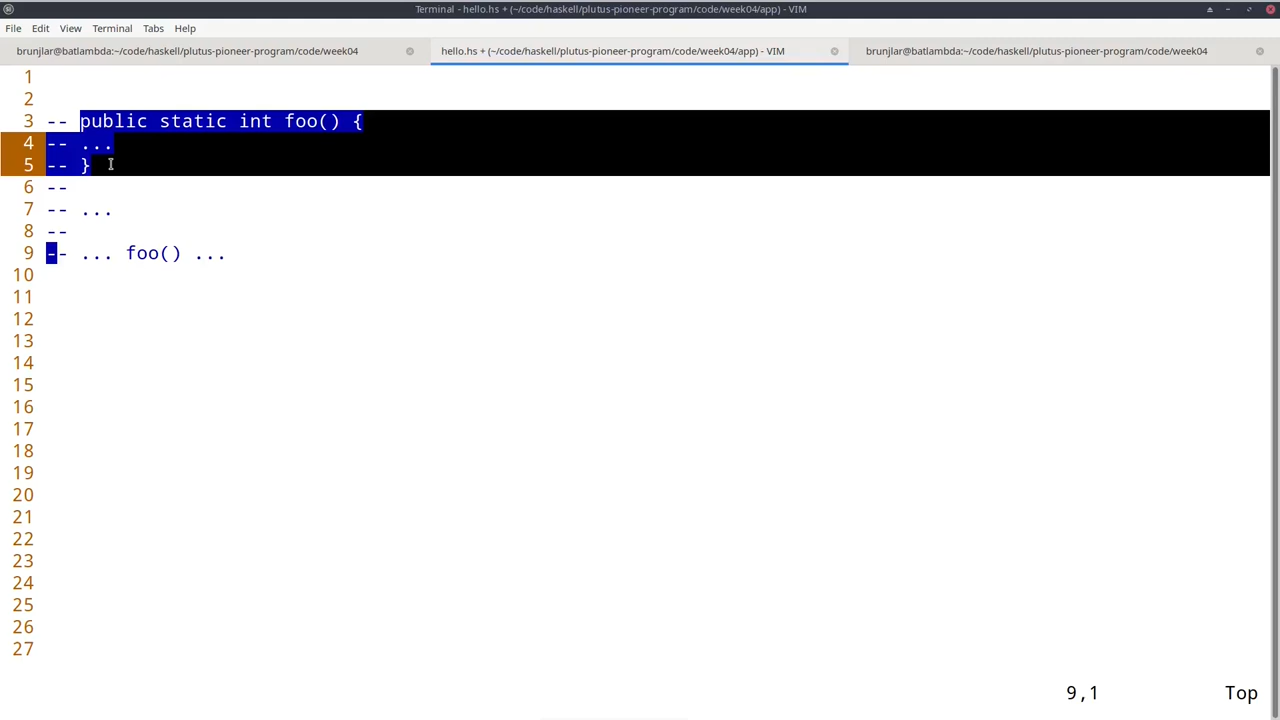 Terminal - hello.hs + (~/code/haskell/plutus-pioneer-program/code/week04/app) - VIM
File Edit View Terminal Tabs Help
brunjlar@batlambda:~/code/haskell/plutus-pioneer-program/code/week04 hello.hs + (~/code/haskell/plutus-pioneer-program/code/week04/app) - VIM brunjlar@batlambda:~/code/haskell/plutus-pioneer-program/code/week04
1
2
3 -- public static int foo() {
4 -- ...
5 -- }
6 --
7 -- ...
8 --
9 -- ... foo() ...
10
11
12
13
14
15
16
17
18
19
20
21
22
23
24
25
26
27
9,1 Top